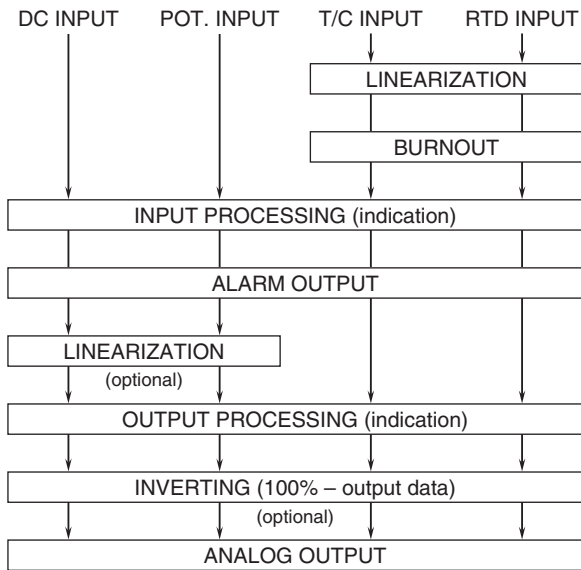 DC INPUT POT. INPUT T/C INPUT RTD INPUT
LINEARIZATION
BURNOUT
INPUT PROCESSING (indication)
ALARM OUTPUT
LINEARIZATION
(optional)
OUTPUT PROCESSING (indication)
INVERTING (100% – output data)
(optional)
ANALOG OUTPUT